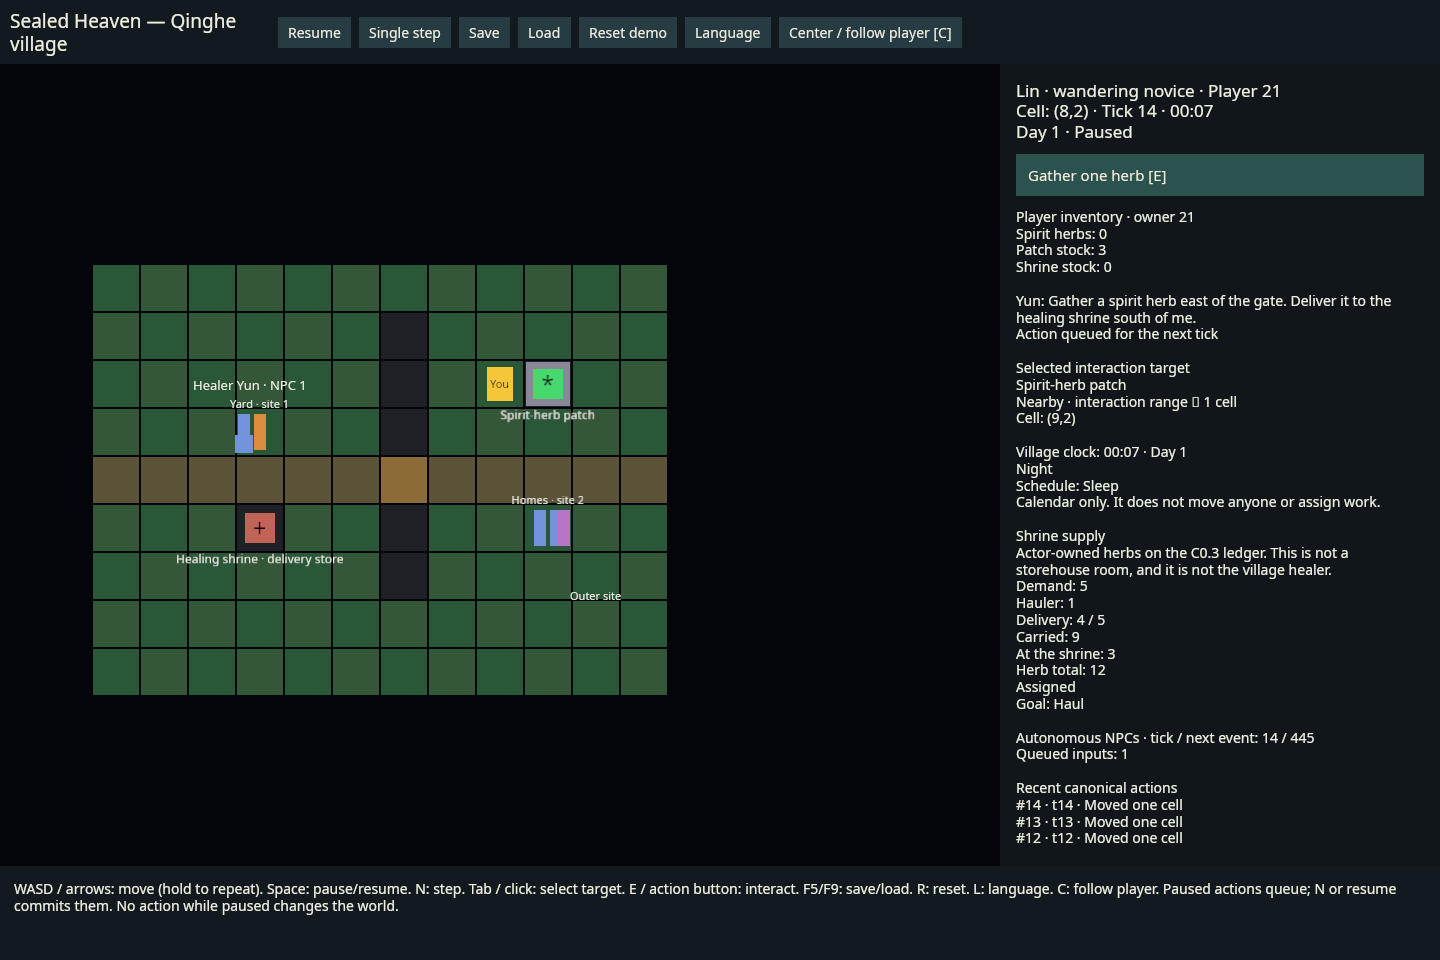 Sealed Heaven — Qinghe
village
Resume
Single step
Save
Load
Reset demo
Language
Center / follow player [C]
Lin · wandering novice · Player 21
Cell: (8,2) · Tick 14 · 00:07
Day 1 · Paused
Gather one herb [E]
Player inventory · owner 21
Spirit herbs: 0
Patch stock: 3
Shrine stock: 0
Yun: Gather a spirit herb east of the gate. Deliver it to the
healing shrine south of me.
Action queued for the next tick
Selected interaction target
Spirit-herb patch
Nearby · interaction range 1 cell
Cell: (9,2)
Village clock: 00:07 · Day 1
Night
Schedule: Sleep
Calendar only. It does not move anyone or assign work.
Shrine supply
Actor-owned herbs on the C0.3 ledger. This is not a
storehouse room, and it is not the village healer.
Demand: 5
Hauler: 1
Delivery: 4 / 5
Carried: 9
At the shrine: 3
Herb total: 12
Assigned
Goal: Haul
Autonomous NPCs · tick / next event: 14 / 445
Queued inputs: 1
Recent canonical actions
#14 · t14 · Moved one cell
#13 · t13 · Moved one cell
#12 · t12 · Moved one cell
Healer Yun · NPC 1
Yard · site 1
You
*
Spirit-herb patch
Homes · site 2
+
Healing shrine · delivery store
Outer site
WASD / arrows: move (hold to repeat). Space: pause/resume. N: step. Tab / click: select target. E / action button: interact. F5/F9: save/load. R: reset. L: language. C: follow player. Paused actions queue; N or resume
commits them. No action while paused changes the world.